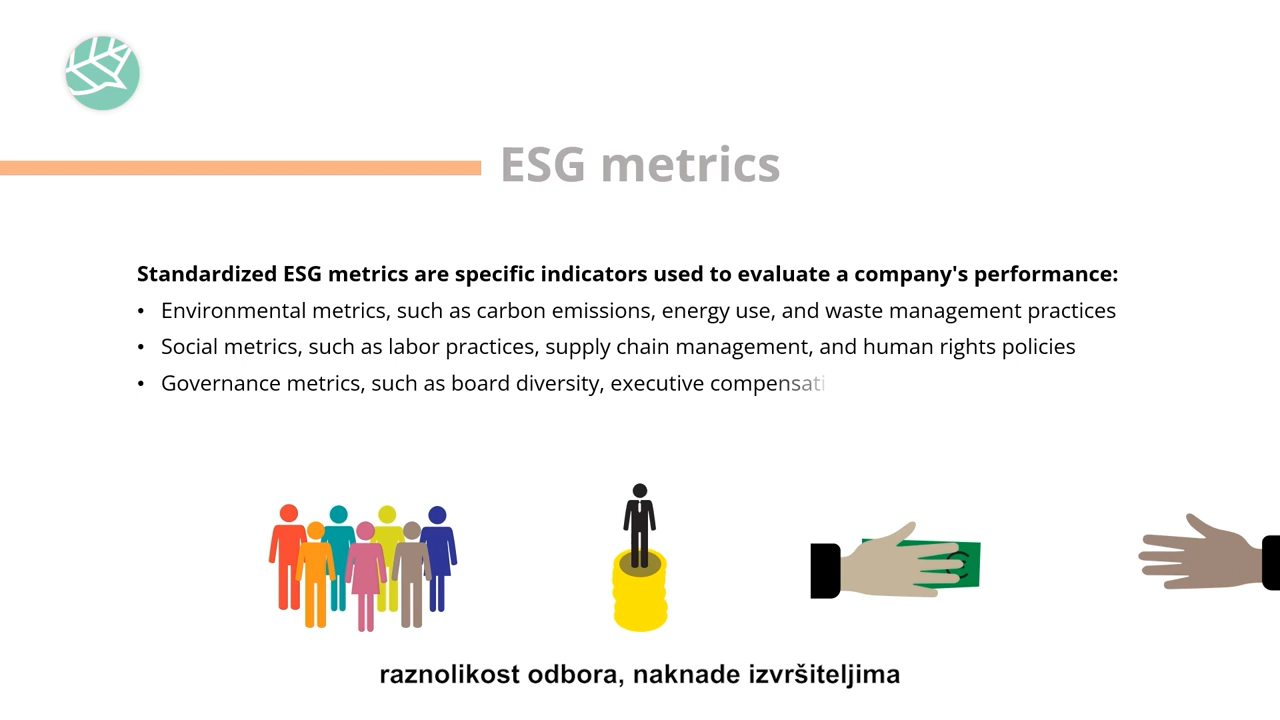 ESG metrics
Standardized ESG metrics are specific indicators used to evaluate a company's performance:
• Environmental metrics, such as carbon emissions, energy use, and waste management practices
• Social metrics, such as labor practices, supply chain management, and human rights policies
• Governance metrics, such as board diversity, executive compensati
raznolikost odbora, naknade izvršiteljima